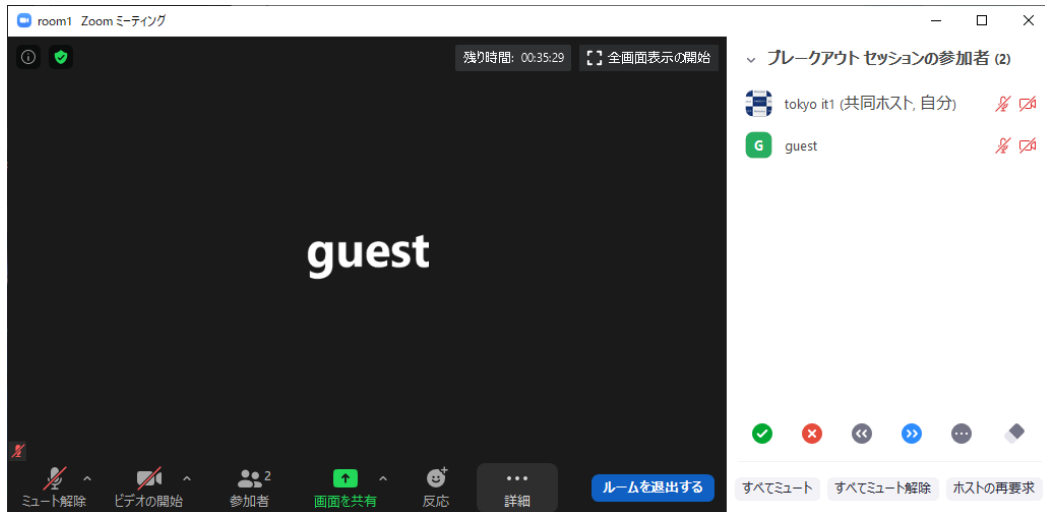 room1 Zoom ミーティング
残り時間: 00:35:29
全画面表示の開始
guest
ミュート解除
ビデオの開始
2
参加者
画面を共有
反応
詳細
ルームを退出する
ブレークアウト セッションの参加者 (2)
tokyo it1 (共同ホスト, 自分)
G guest
すべてミュート
すべてミュート解除
ホストの再要求